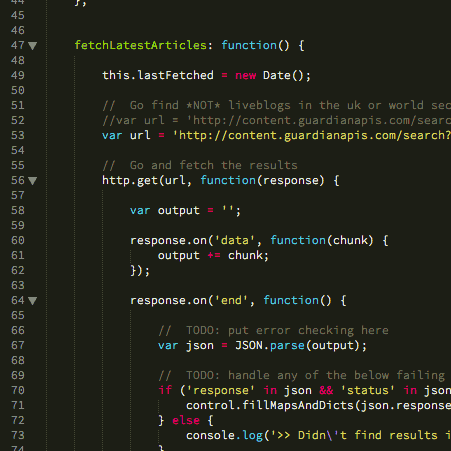 44 },
45
46
47 fetchLatestArticles: function() {
48
49 this.lastFetched = new Date();
50
51 // Go find *NOT* liveblogs in the uk or world sec
52 //var url = 'http://content.guardianapis.com/sear
53 var url = 'http://content.guardianapis.com/search?
54
55 // Go and fetch the results
56 http.get(url, function(response) {
57
58 var output = '';
59
60 response.on('data', function(chunk) {
61 output += chunk;
62 });
63
64 response.on('end', function() {
65
66 // TODO: put error checking here
67 var json = JSON.parse(output);
68
69 // TODO: handle any of the below failing
70 if ('response' in json && 'status' in json
71 control.fillMapsAndDicts(json.response
72 } else {
73 console.log('>> Didn\'t find results i